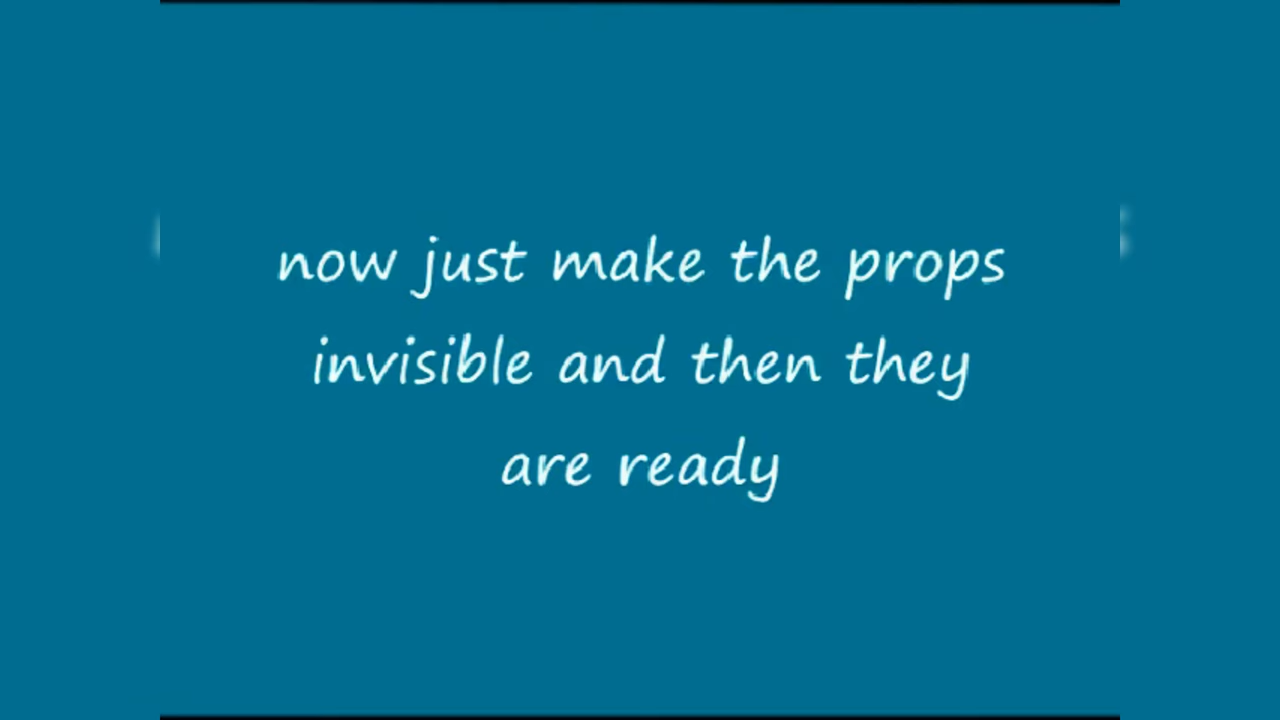 now just make the props
invisible and then they
are ready